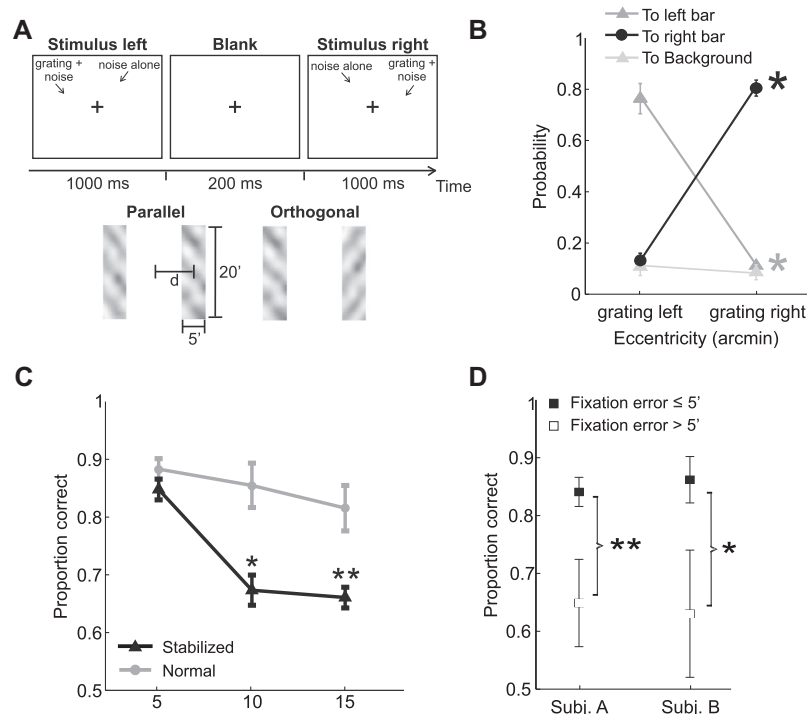 A
Stimulus left
Blank
Stimulus right
grating +
noise
noise alone
noise alone
grating +
noise
1000 ms
200 ms
1000 ms
Time
Parallel
Orthogonal
d
20'
5'
B
To left bar
To right bar
To Background
1
0.8
0.6
0.4
0.2
0
Probability
*
*
grating left
grating right
Eccentricity (arcmin)
C
1
0.9
0.8
0.7
0.6
0.5
Proportion correct
*
**
Stabilized
Normal
5
10
15
D
Fixation error ≤ 5'
Fixation error > 5'
1
0.9
0.8
0.7
0.6
0.5
Proportion correct
**
*
Subj. A
Subj. B